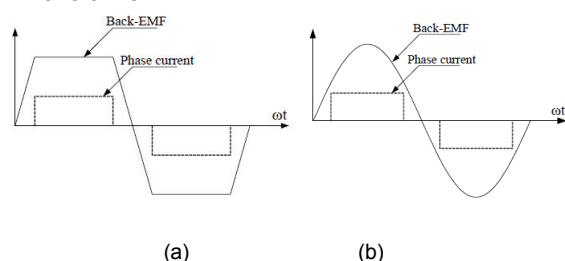 Back-EMF
Phase current
ωt
Back-EMF
Phase current
ωt
(a)
(b)